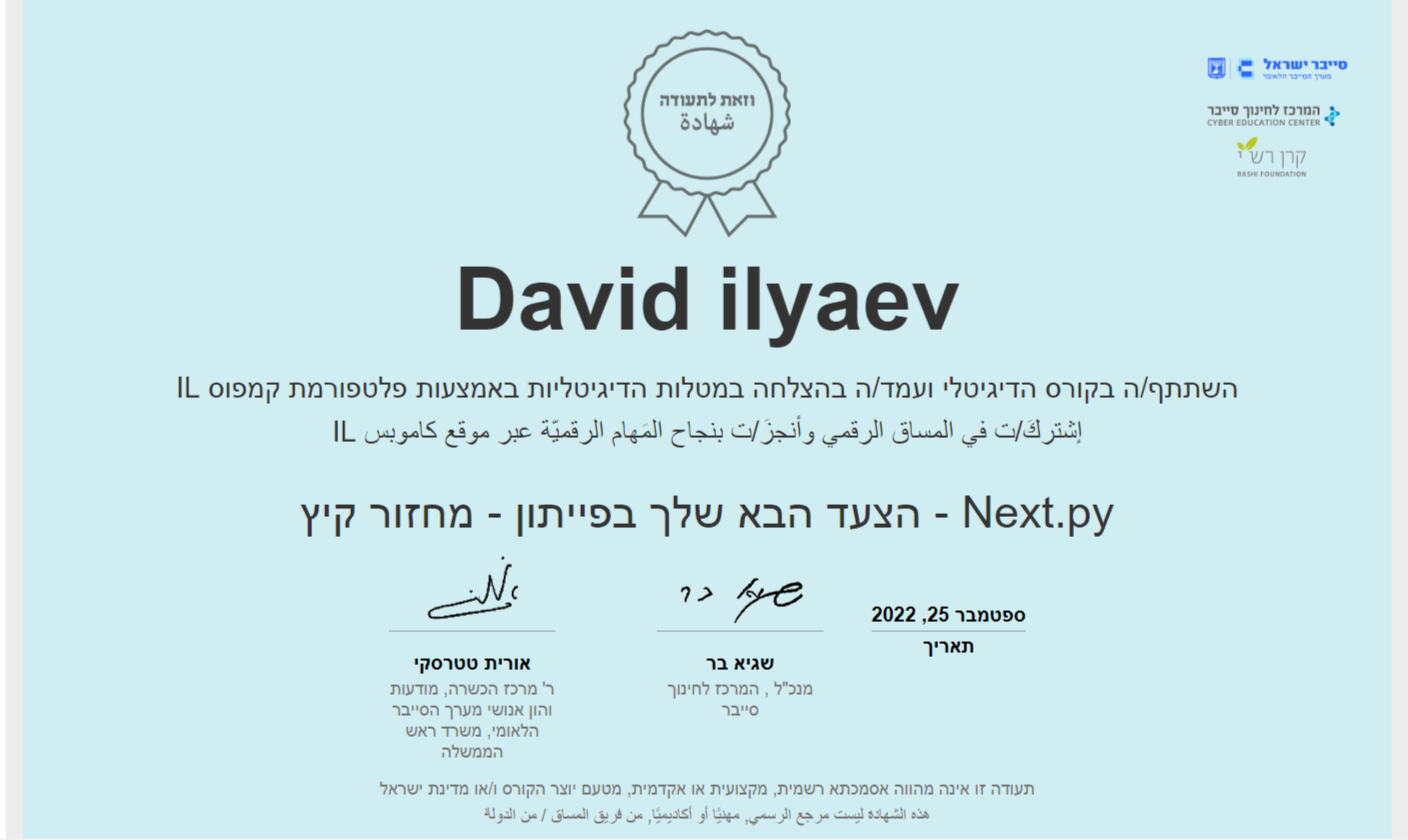 וזאת לתעודה
شهادة
סייבר ישראל
מערך הסייבר הלאומי
המרכז לחינוך סייבר
CYBER EDUCATION CENTER
קרן רש"י
RASHI FOUNDATION
David ilyaev
השתתף/ה בקורס הדיגיטלי ועמד/ה בהצלחה במטלות הדיגיטליות באמצעות פלטפורמת קמפוס IL
إشتركَ/ت في المساق الرقمي وأنجزَ/ت بنجاح المَهام الرقميّة عبر موقع كاموبس IL
Next.py - הצעד הבא שלך בפייתון - מחזור קיץ
ספטמבר 25, 2022
תאריך
שגיא בר
שגיא בר
מנכ"ל , המרכז לחינוך
סייבר
אורית טטרסקי
ר' מרכז הכשרה, מודעות
והון אנושי מערך הסייבר
הלאומי, משרד ראש
הממשלה
תעודה זו אינה מהווה אסמכתא רשמית, מקצועית או אקדמית, מטעם יוצר הקורס ו/או מדינת ישראל
هذه الشهادة ليست مرجع الرسمي, مهنيًا أو أكاديميًا, من فريق المساق / من الدولة